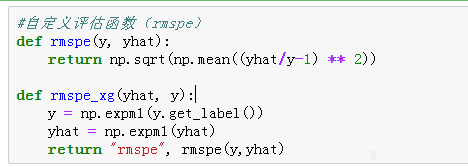 #自定义评估函数（rmspe）
def rmspe(y, yhat):
    return np.sqrt(np.mean((yhat/y-1) ** 2))

def rmspe_xg(yhat, y):
    y = np.expm1(y.get_label())
    yhat = np.expm1(yhat)
    return "rmspe", rmspe(y,yhat)